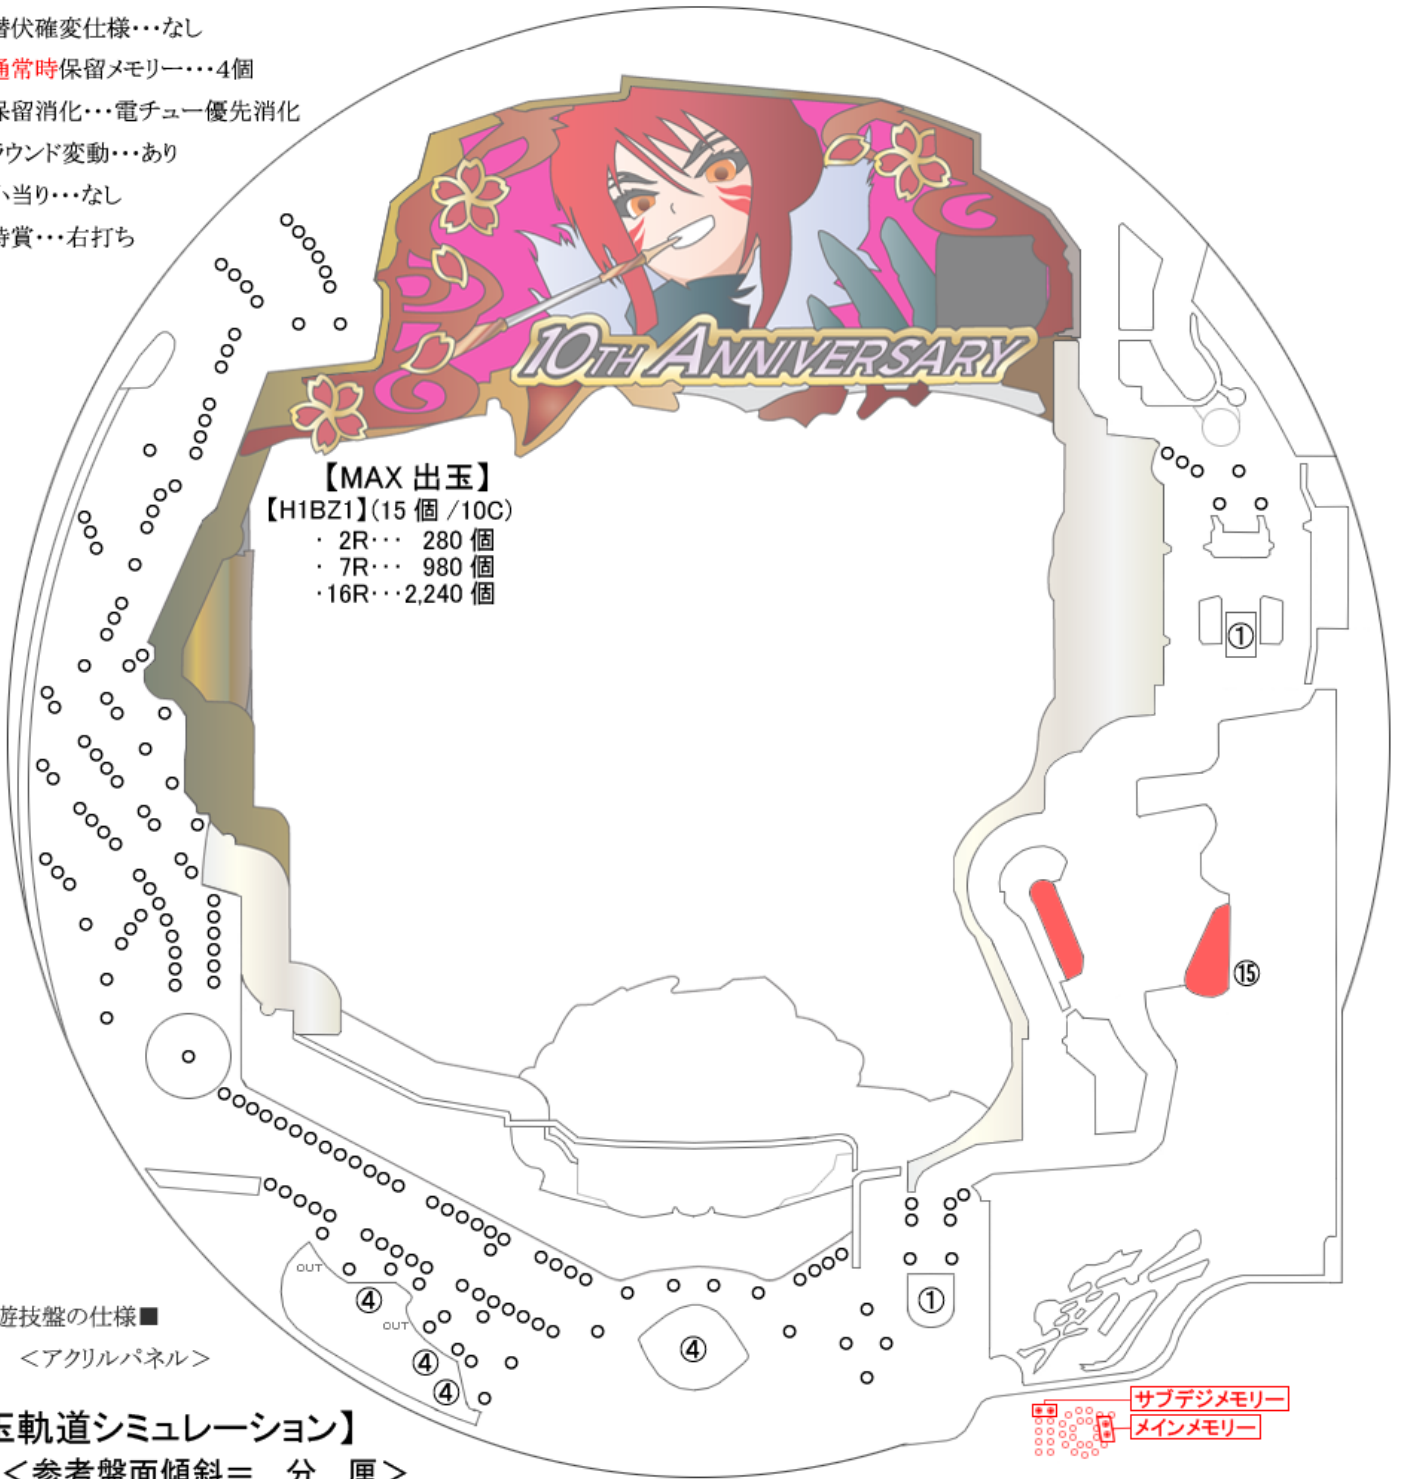 潜伏確変仕様・・・なし
通常時保留メモリー・・・4個
保留消化・・・電チュー優先消化
ラウンド変動・・・あり
小当り・・・なし
特賞・・・右打ち
10TH ANNIVERSARY
【MAX 出玉】
【H1BZ1】(15 個 /10C)
・ 2R・・・ 280 個
・ 7R・・・ 980 個
・16R・・・2,240 個
①
⑮
OUT
④
OUT
④
④
④
①
遊技盤の仕様■
＜アクリルパネル＞
玉軌道シミュレーション】
＜参考盤面傾斜＝ 分 厘＞
サブデジメモリー
メインメモリー